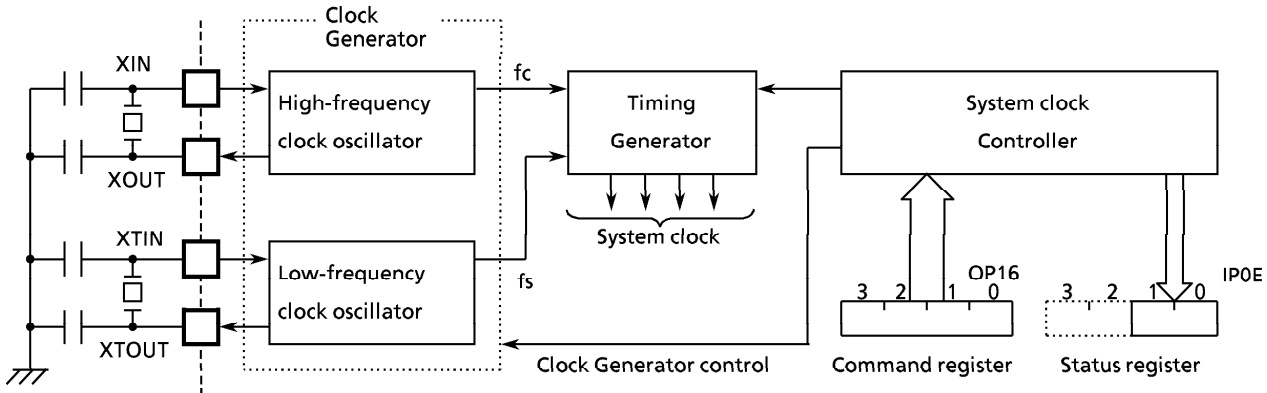 Clock
Generator
XIN
fc
High-frequency
clock oscillator
Timing
Generator
System clock
Controller
XOUT
System clock
XTIN
Low-frequency
clock oscillator
fs
OP16
3 2 1 0
IP0E
3 2 1 0
XTOUT
Clock Generator control
Command register
Status register